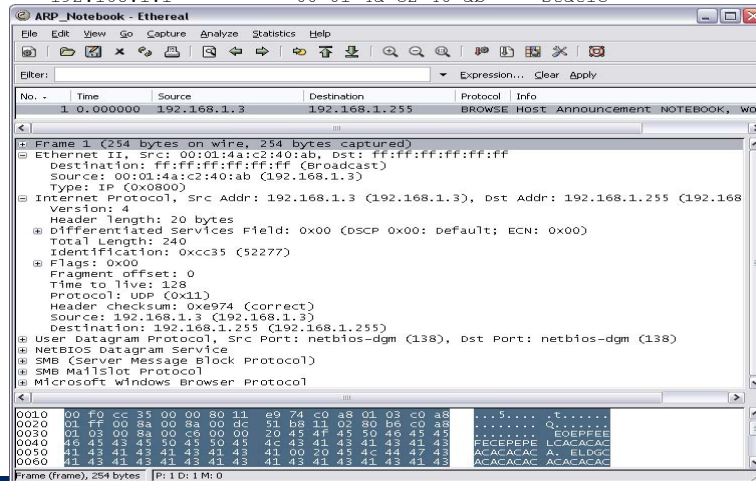 ARP_Notebook - Ethereal
File Edit View Go Capture Analyze Statistics Help
Filter: Expression... Clear Apply
No. - Time Source Destination Protocol Info
1 0.000000 192.168.1.3 192.168.1.255 BROWSE Host Announcement NOTEBOOK, WO
Frame 1 (254 bytes on wire, 254 bytes captured)
Ethernet II, Src: 00:01:4a:c2:40:ab, Dst: ff:ff:ff:ff:ff:ff
Destination: ff:ff:ff:ff:ff:ff (Broadcast)
Source: 00:01:4a:c2:40:ab (192.168.1.3)
Type: IP (0x0800)
Internet Protocol, Src Addr: 192.168.1.3 (192.168.1.3), Dst Addr: 192.168.1.255 (192.168
Version: 4
Header length: 20 bytes
Differentiated Services Field: 0x00 (DSCP 0x00: Default; ECN: 0x00)
Total Length: 240
Identification: 0xcc35 (52277)
Flags: 0x00
Fragment offset: 0
Time to live: 128
Protocol: UDP (0x11)
Header checksum: 0xe974 (correct)
Source: 192.168.1.3 (192.168.1.3)
Destination: 192.168.1.255 (192.168.1.255)
User Datagram Protocol, Src Port: netbios-dgm (138), Dst Port: netbios-dgm (138)
NetBIOS Datagram Service
SMB (Server Message Block Protocol)
SMB MailSlot Protocol
Microsoft Windows Browser Protocol
0010 00 f0 cc 35 00 00 80 11 e9 74 c0 a8 01 03 c0 a8 ...5.... .t......
0020 01 ff 00 8a 00 8a 00 dc 51 b8 11 02 80 b6 c0 a8 ........ Q.......
0030 01 03 00 8a 00 c6 00 00 20 45 4f 45 50 46 45 45 ........ EOEPFEE
0040 46 45 43 45 50 45 50 45 4c 43 41 43 41 43 41 43 FECEPEPE LCACACAC
0050 41 43 41 43 41 43 41 43 41 00 20 45 4c 44 47 43 ACACACAC A. ELDGC
0060 41 43 41 43 41 43 41 43 41 43 41 43 41 43 41 43 ACACACAC ACACACAC
Frame (frame), 254 bytes P: 1 D: 1 M: 0